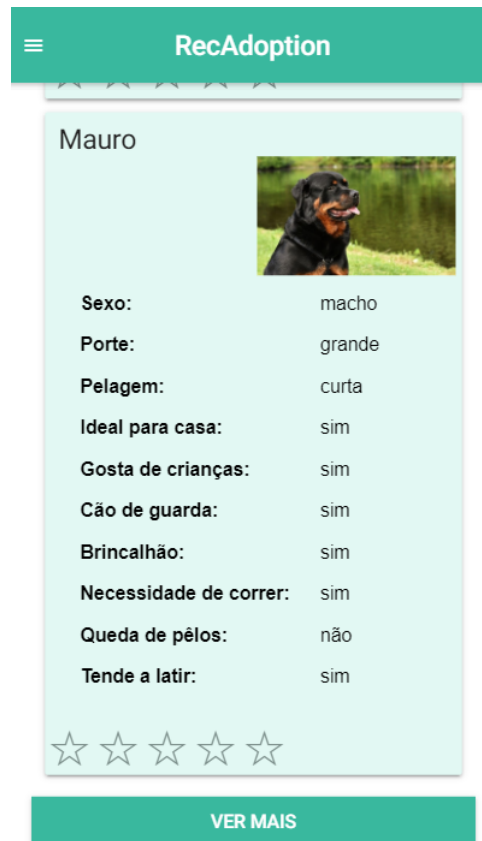 RecAdoption
Mauro
Sexo: macho
Porte: grande
Pelagem: curta
Ideal para casa: sim
Gosta de crianças: sim
Cão de guarda: sim
Brincalhão: sim
Necessidade de correr: sim
Queda de pêlos: não
Tende a latir: sim
VER MAIS